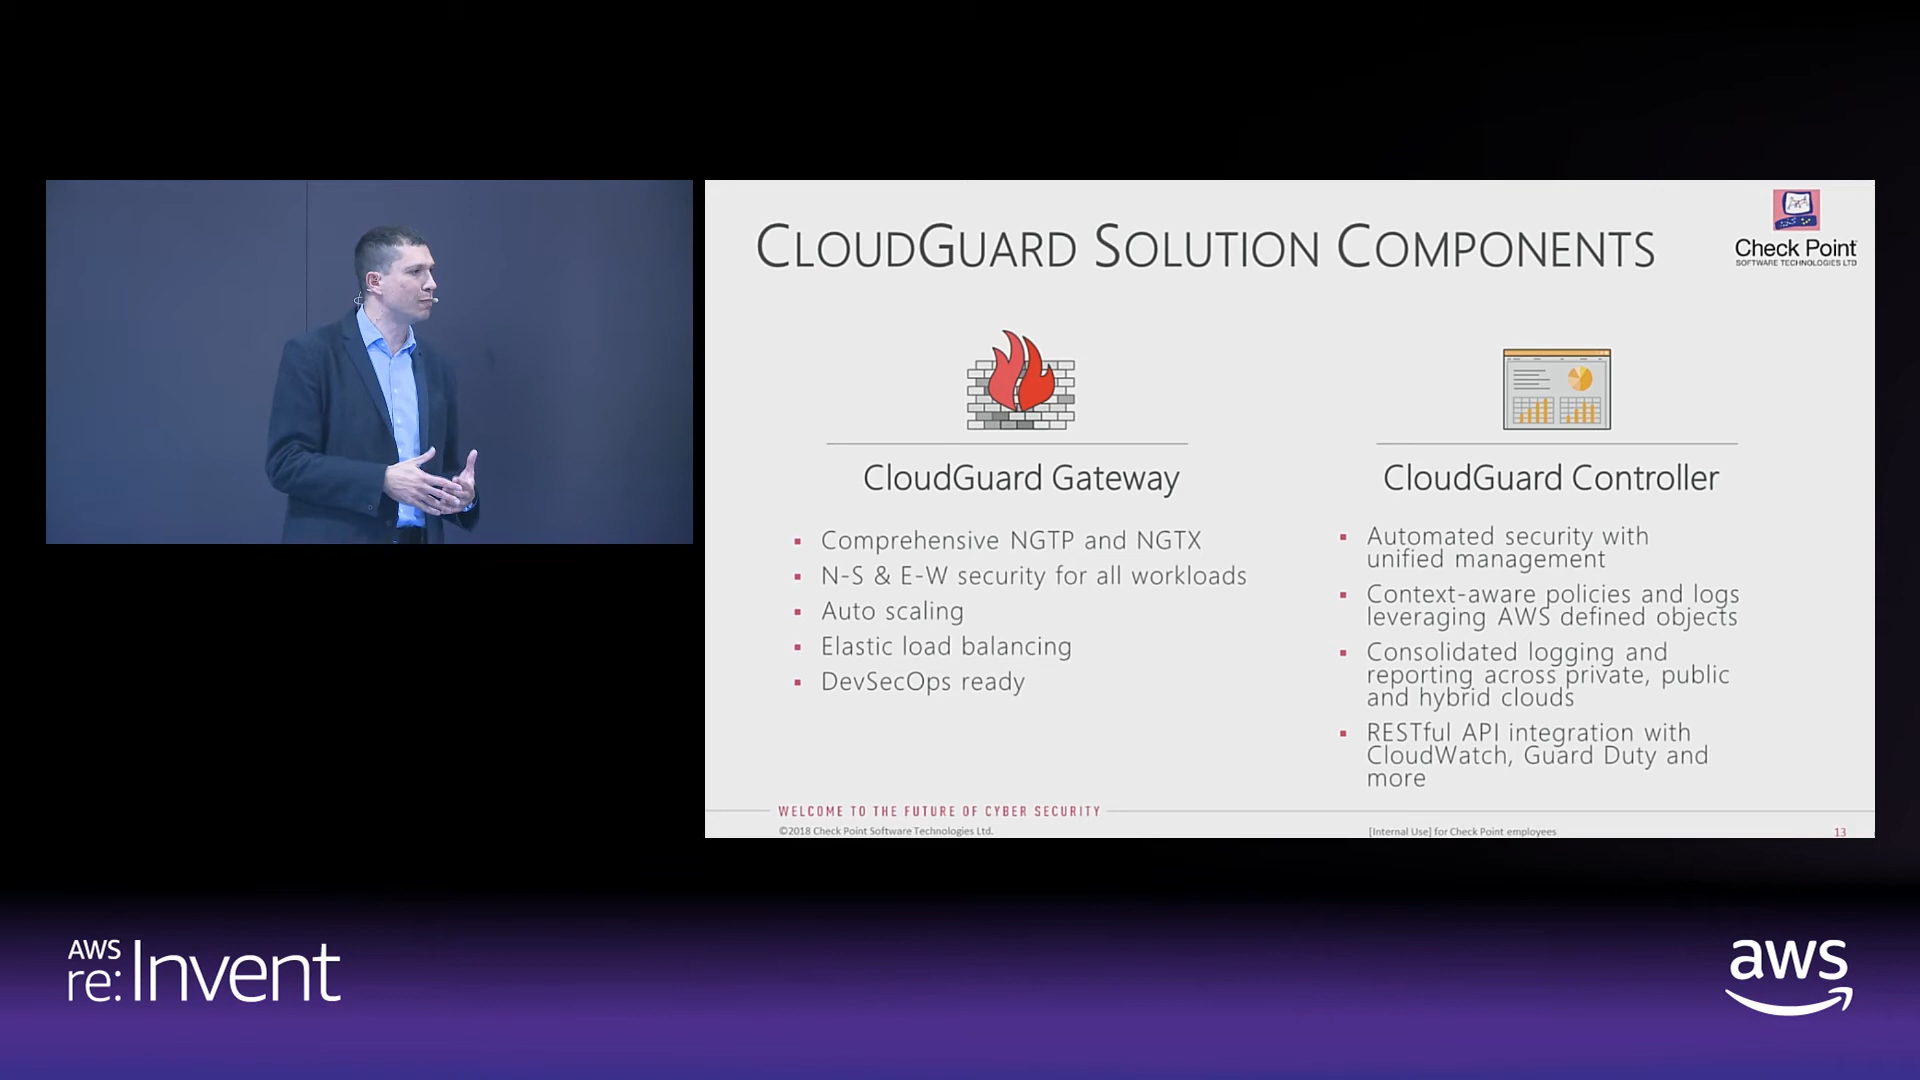 CLOUDGUARD SOLUTION COMPONENTS
Check Point
SOFTWARE TECHNOLOGIES LTD
CloudGuard Gateway
▪ Comprehensive NGTP and NGTX
▪ N-S & E-W security for all workloads
▪ Auto scaling
▪ Elastic load balancing
▪ DevSecOps ready
CloudGuard Controller
▪ Automated security with
unified management
▪ Context-aware policies and logs
leveraging AWS defined objects
▪ Consolidated logging and
reporting across private, public
and hybrid clouds
▪ RESTful API integration with
CloudWatch, Guard Duty and
more
WELCOME TO THE FUTURE OF CYBER SECURITY
©2018 Check Point Software Technologies Ltd.
[Internal Use] for Check Point employees
13
AWS
re:Invent
aws